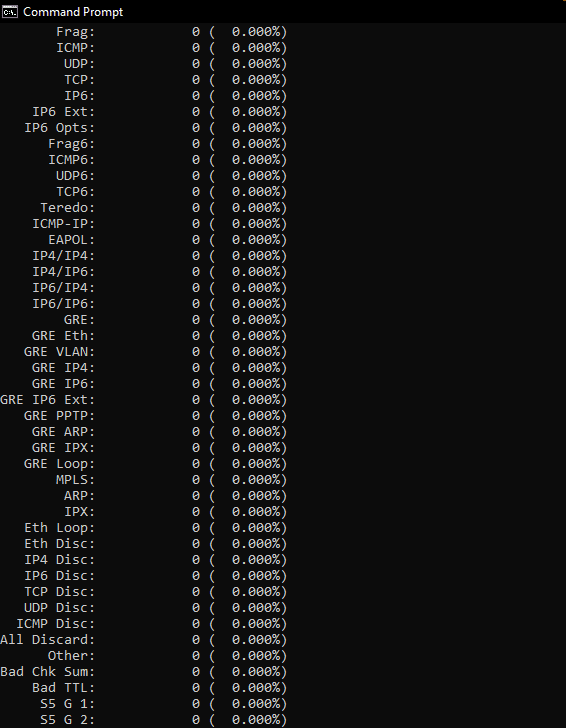 Command Prompt
Frag: 0 ( 0.000%)
ICMP: 0 ( 0.000%)
UDP: 0 ( 0.000%)
TCP: 0 ( 0.000%)
IP6: 0 ( 0.000%)
IP6 Ext: 0 ( 0.000%)
IP6 Opts: 0 ( 0.000%)
Frag6: 0 ( 0.000%)
ICMP6: 0 ( 0.000%)
UDP6: 0 ( 0.000%)
TCP6: 0 ( 0.000%)
Teredo: 0 ( 0.000%)
ICMP-IP: 0 ( 0.000%)
EAPOL: 0 ( 0.000%)
IP4/IP4: 0 ( 0.000%)
IP4/IP6: 0 ( 0.000%)
IP6/IP4: 0 ( 0.000%)
IP6/IP6: 0 ( 0.000%)
GRE: 0 ( 0.000%)
GRE Eth: 0 ( 0.000%)
GRE VLAN: 0 ( 0.000%)
GRE IP4: 0 ( 0.000%)
GRE IP6: 0 ( 0.000%)
GRE IP6 Ext: 0 ( 0.000%)
GRE PPTP: 0 ( 0.000%)
GRE ARP: 0 ( 0.000%)
GRE IPX: 0 ( 0.000%)
GRE Loop: 0 ( 0.000%)
MPLS: 0 ( 0.000%)
ARP: 0 ( 0.000%)
IPX: 0 ( 0.000%)
Eth Loop: 0 ( 0.000%)
Eth Disc: 0 ( 0.000%)
IP4 Disc: 0 ( 0.000%)
IP6 Disc: 0 ( 0.000%)
TCP Disc: 0 ( 0.000%)
UDP Disc: 0 ( 0.000%)
ICMP Disc: 0 ( 0.000%)
All Discard: 0 ( 0.000%)
Other: 0 ( 0.000%)
Bad Chk Sum: 0 ( 0.000%)
Bad TTL: 0 ( 0.000%)
S5 G 1: 0 ( 0.000%)
S5 G 2: 0 ( 0.000%)